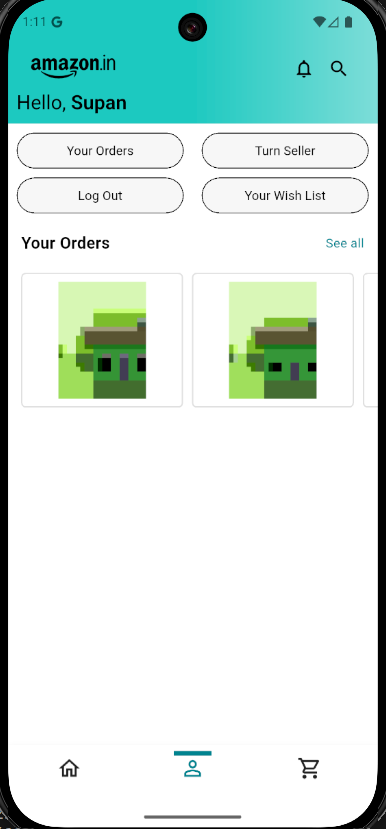 1:11 G
amazon.in
Hello, Supan
Your Orders Turn Seller
Log Out Your Wish List
Your Orders See all